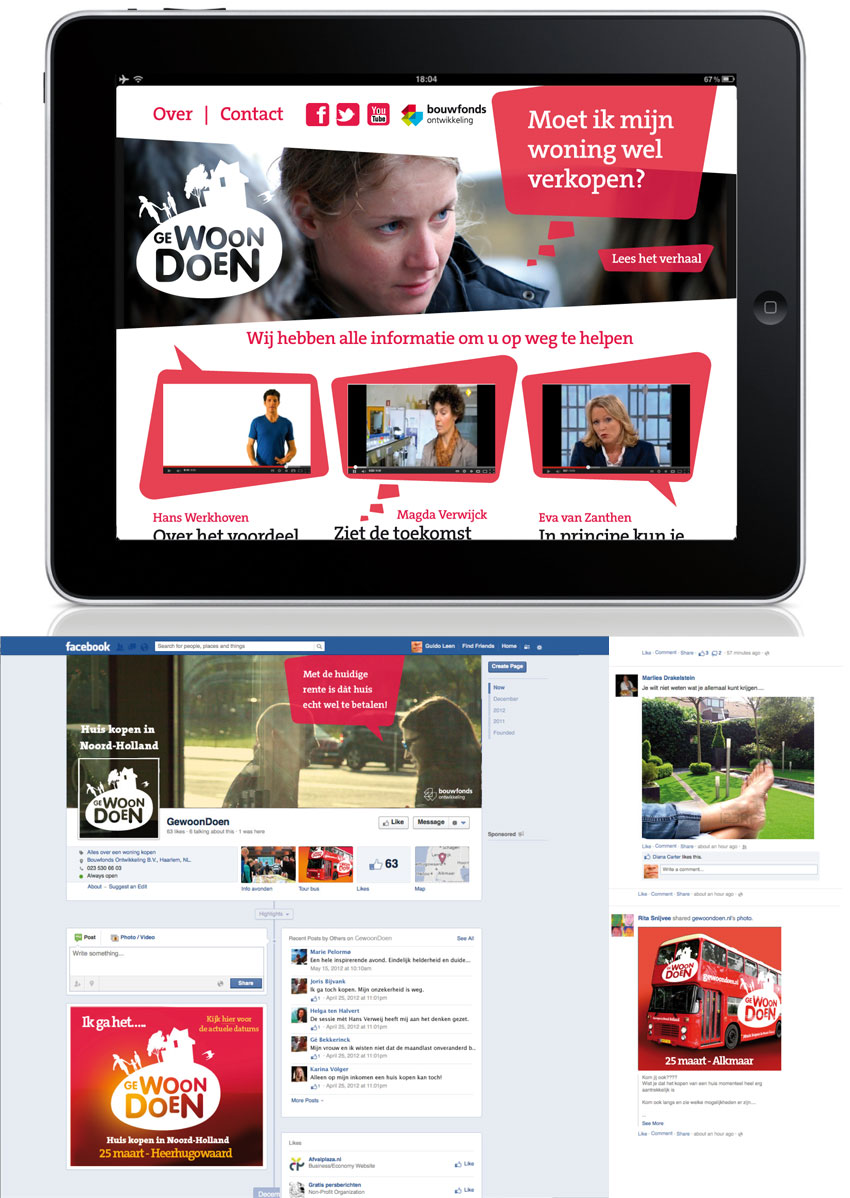 18:04
67%
Over | Contact
f
You
Tube
bouwfonds
ontwikkeling
Moet ik mijn
woning wel
verkopen?
Lees het verhaal
GEWOON
DOEN
Wij hebben alle informatie om u op weg te helpen
Hans Werkhoven
Over het voordeel
Magda Verwijck
Ziet de toekomst
Eva van Zanthen
In principe kun je
facebook
Search for people, places and things
Guido Leen
Find Friends
Home
Met de huidige
rente is dàt huis
echt wel te betalen!
Huis kopen in
Noord-Holland
GEWOON
DOEN
bouwfonds
ontwikkeling
GewoonDoen
63 likes · 6 talking about this · 1 was here
Like
Message
Alles over een woning kopen
Bouwfonds Ontwikkeling B.V., Haarlem, NL.
023 530 66 03
Always open
About - Suggest an Edit
Info avonden
Tour bus
63
Likes
Map
Create Page
Now
December
2012
2011
Founded
Sponsored
Highlights
Post
Photo / Video
Write something...
Share
Ik ga het.....
Kijk hier voor
de actuele datums
GEWOON
DOEN
Huis kopen in Noord-Holland
25 maart - Heerhugowaard
Decem
Recent Posts by Others on GewoonDoen
See All
Marie Pelormø
Een hele inspirerende avond. Eindelijk helderheid en duide...
May 15, 2012 at 10:10am
Joris Bijvank
Ik ga toch kopen. Mijn onzekerheid is weg.
1 · April 25, 2012 at 11:01pm
Helga ten Halvert
De sessie mét Hans Verweij heeft mij aan het denken gezet.
1 · April 25, 2012 at 11:01pm
Gé Bekkerinck
Mijn vrouw en ik wisten niet dat de maandlast onveranderd b...
1 · April 25, 2012 at 11:01pm
Karina Völger
Alleen op mijn inkomen een huis kopen kan toch!
1 · April 25, 2012 at 11:01pm
More Posts
Likes
Afvalplaza.nl
Business/Economy Website
Like
Gratis persberichten
Non-Profit Organization
Like
Like · Comment · Share · 3 2 · 57 minutes ago
Marlies Drakelstein
Je wilt niet weten wat je allemaal kunt krijgen....
Like · Comment · Share · about an hour ago
Diana Carter likes this.
Write a comment...
Like · Comment · Share · about an hour ago
Rita Snijvee shared gewoondoen.nl's photo.
GEWOON
DOEN
gewoondoen.nl
GEWOON
DOEN
25 maart - Alkmaar
Kom jij ook????
Wist je dat het kopen van een huis momenteel heel erg
aantrekkelijk is
Kom ook langs en zie welke mogelijkheden er zijn....
...
See More
Like · Comment · Share · about an hour ago